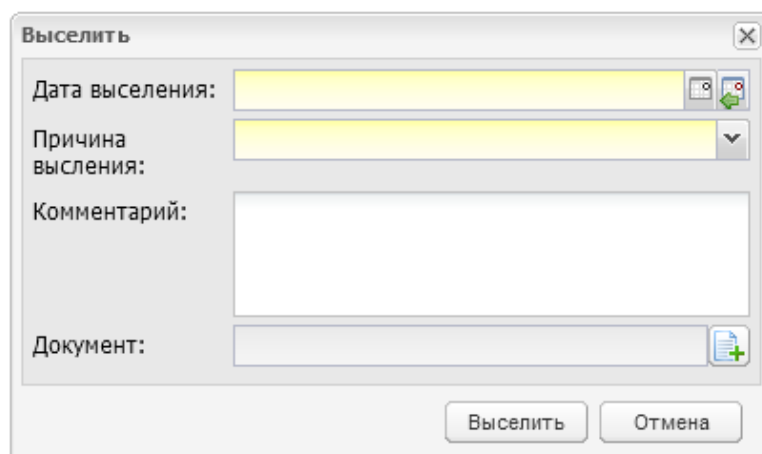 Выселить
Дата выселения:
Причина
высления:
Комментарий:
Документ:
Выселить Отмена